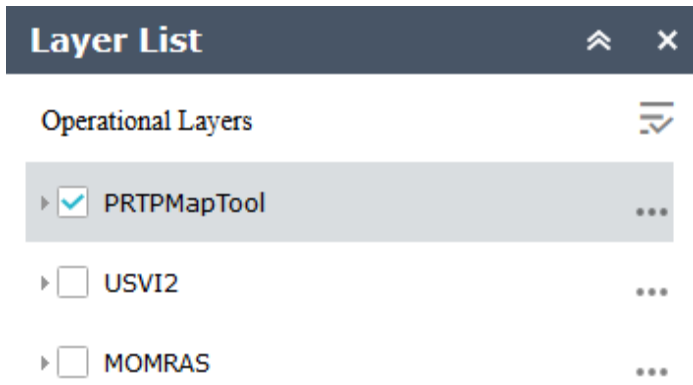 Layer List
Operational Layers
PRTPMapTool
USVI2
MOMRAS